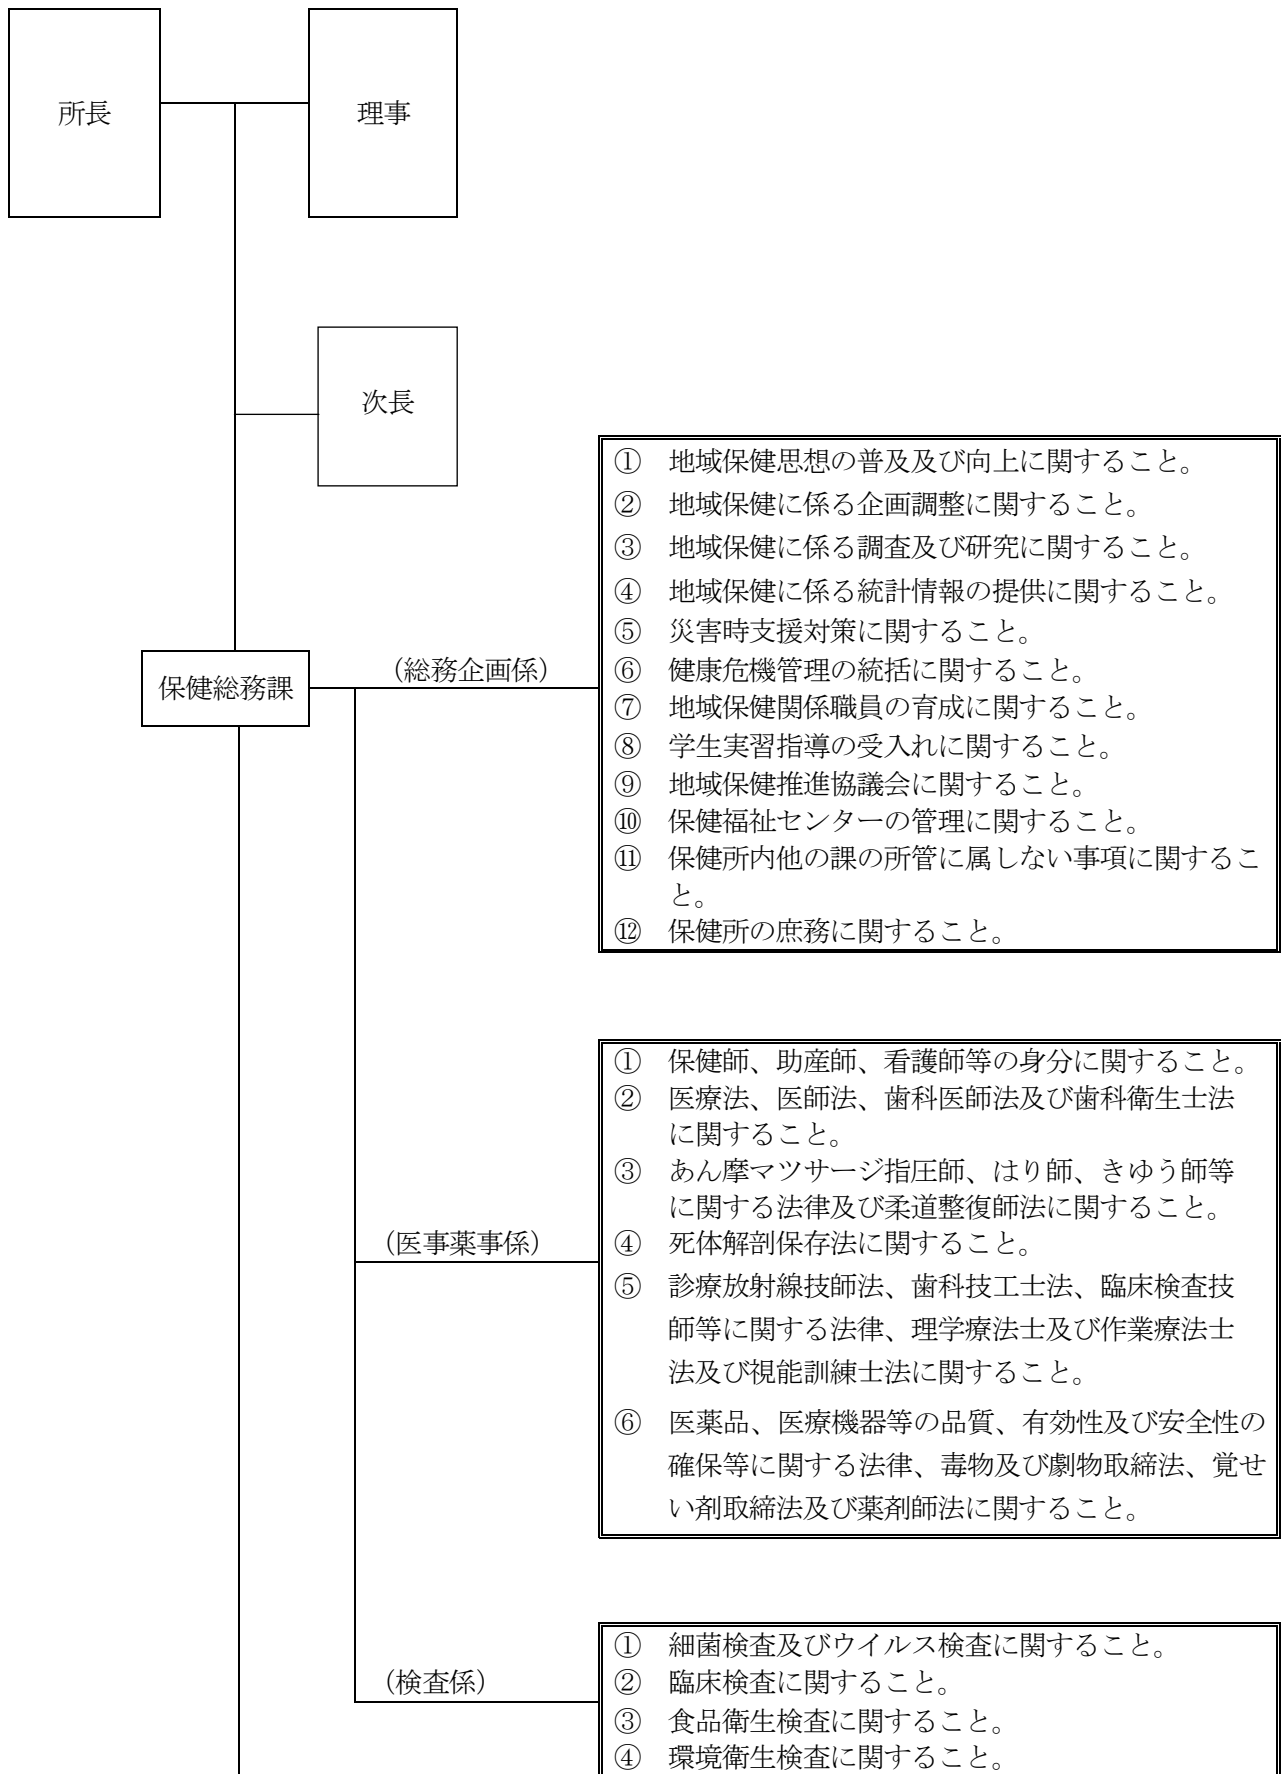 所長
理事
次長
保健総務課
（総務企画係）
① 地域保健思想の普及及び向上に関すること。
② 地域保健に係る企画調整に関すること。
③ 地域保健に係る調査及び研究に関すること。
④ 地域保健に係る統計情報の提供に関すること。
⑤ 災害時支援対策に関すること。
⑥ 健康危機管理の統括に関すること。
⑦ 地域保健関係職員の育成に関すること。
⑧ 学生実習指導の受入れに関すること。
⑨ 地域保健推進協議会に関すること。
⑩ 保健福祉センターの管理に関すること。
⑪ 保健所内他の課の所管に属しない事項に関するこ
と。
⑫ 保健所の庶務に関すること。
（医事薬事係）
① 保健師、助産師、看護師等の身分に関すること。
② 医療法、医師法、歯科医師法及び歯科衛生士法
に関すること。
③ あん摩マツサージ指圧師、はり師、きゆう師等
に関する法律及び柔道整復師法に関すること。
④ 死体解剖保存法に関すること。
⑤ 診療放射線技師法、歯科技工士法、臨床検査技
師等に関する法律、理学療法士及び作業療法士
法及び視能訓練士法に関すること。
⑥ 医薬品、医療機器等の品質、有効性及び安全性の
確保等に関する法律、毒物及び劇物取締法、覚せ
い剤取締法及び薬剤師法に関すること。
（検査係）
① 細菌検査及びウイルス検査に関すること。
② 臨床検査に関すること。
③ 食品衛生検査に関すること。
④ 環境衛生検査に関すること。